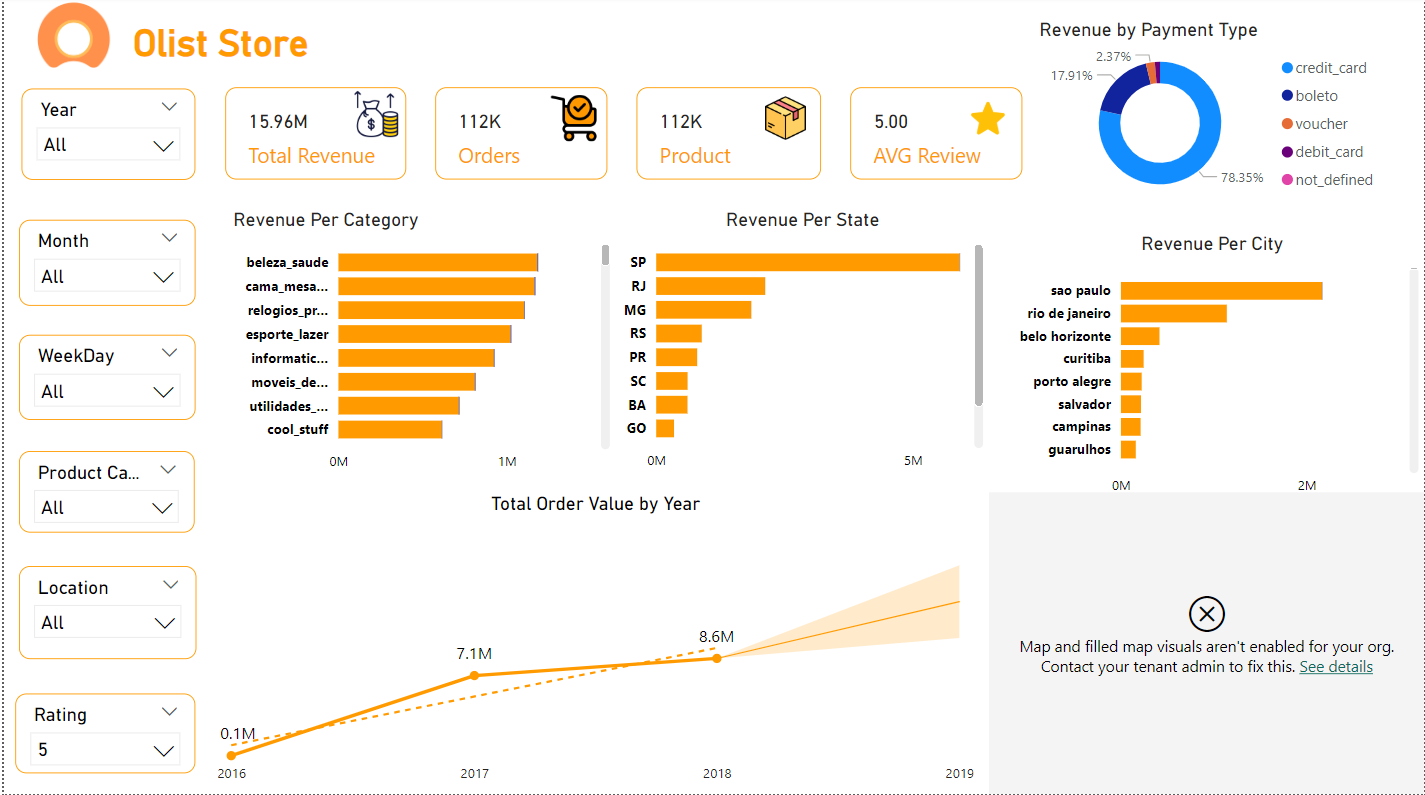 Olist Store
Year
All
Month
All
WeekDay
All
Product Ca...
All
Location
All
Rating
5
15.96M
Total Revenue
$
112K
Orders
112K
Product
5.00
AVG Review
Revenue by Payment Type
2.37%
17.91%
78.35%
credit_card
boleto
voucher
debit_card
not_defined
Revenue Per Category
beleza_saude
cama_mesa...
relogios_pr...
esporte_lazer
informatic...
moveis_de...
utilidades_...
cool_stuff
0M 1M
Revenue Per State
SP
RJ
MG
RS
PR
SC
BA
GO
0M 5M
Revenue Per City
sao paulo
rio de janeiro
belo horizonte
curitiba
porto alegre
salvador
campinas
guarulhos
0M 2M
Total Order Value by Year
0.1M
7.1M
8.6M
2016 2017 2018 2019
Map and filled map visuals aren't enabled for your org.
Contact your tenant admin to fix this. See details